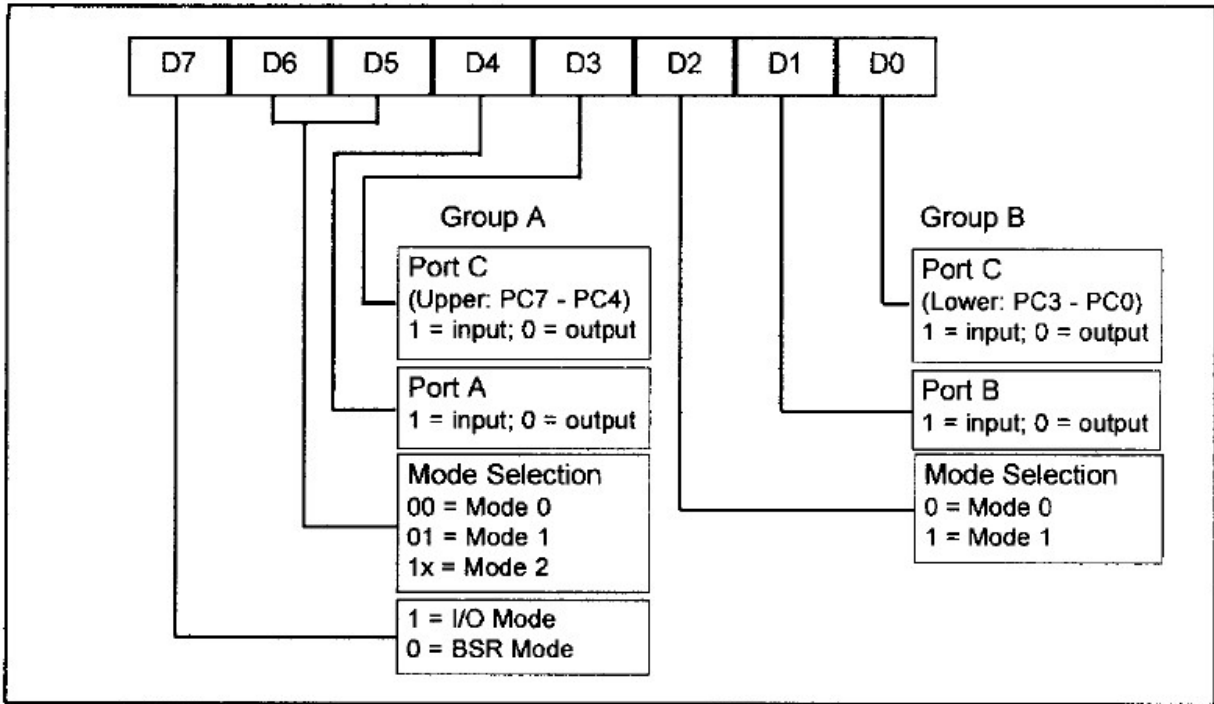 D7 D6 D5 D4 D3 D2 D1 D0
Group A
Port C
(Upper: PC7 - PC4)
1 = input; 0 = output
Port A
1 = input; 0 = output
Mode Selection
00 = Mode 0
01 = Mode 1
1x = Mode 2
1 = I/O Mode
0 = BSR Mode
Group B
Port C
(Lower: PC3 - PC0)
1 = input; 0 = output
Port B
1 = input; 0 = output
Mode Selection
0 = Mode 0
1 = Mode 1